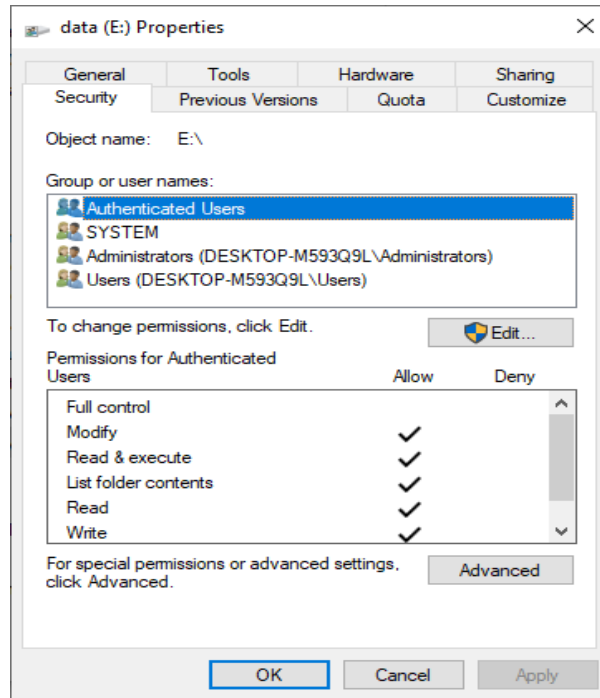 data (E:) Properties
General Tools Hardware Sharing
Security Previous Versions Quota Customize
Object name: E:\
Group or user names:
Authenticated Users
SYSTEM
Administrators (DESKTOP-M593Q9L\Administrators)
Users (DESKTOP-M593Q9L\Users)
To change permissions, click Edit.
Edit...
Permissions for Authenticated
Users Allow Deny
Full control
Modify
Read & execute
List folder contents
Read
Write
For special permissions or advanced settings,
click Advanced.
Advanced
OK Cancel Apply